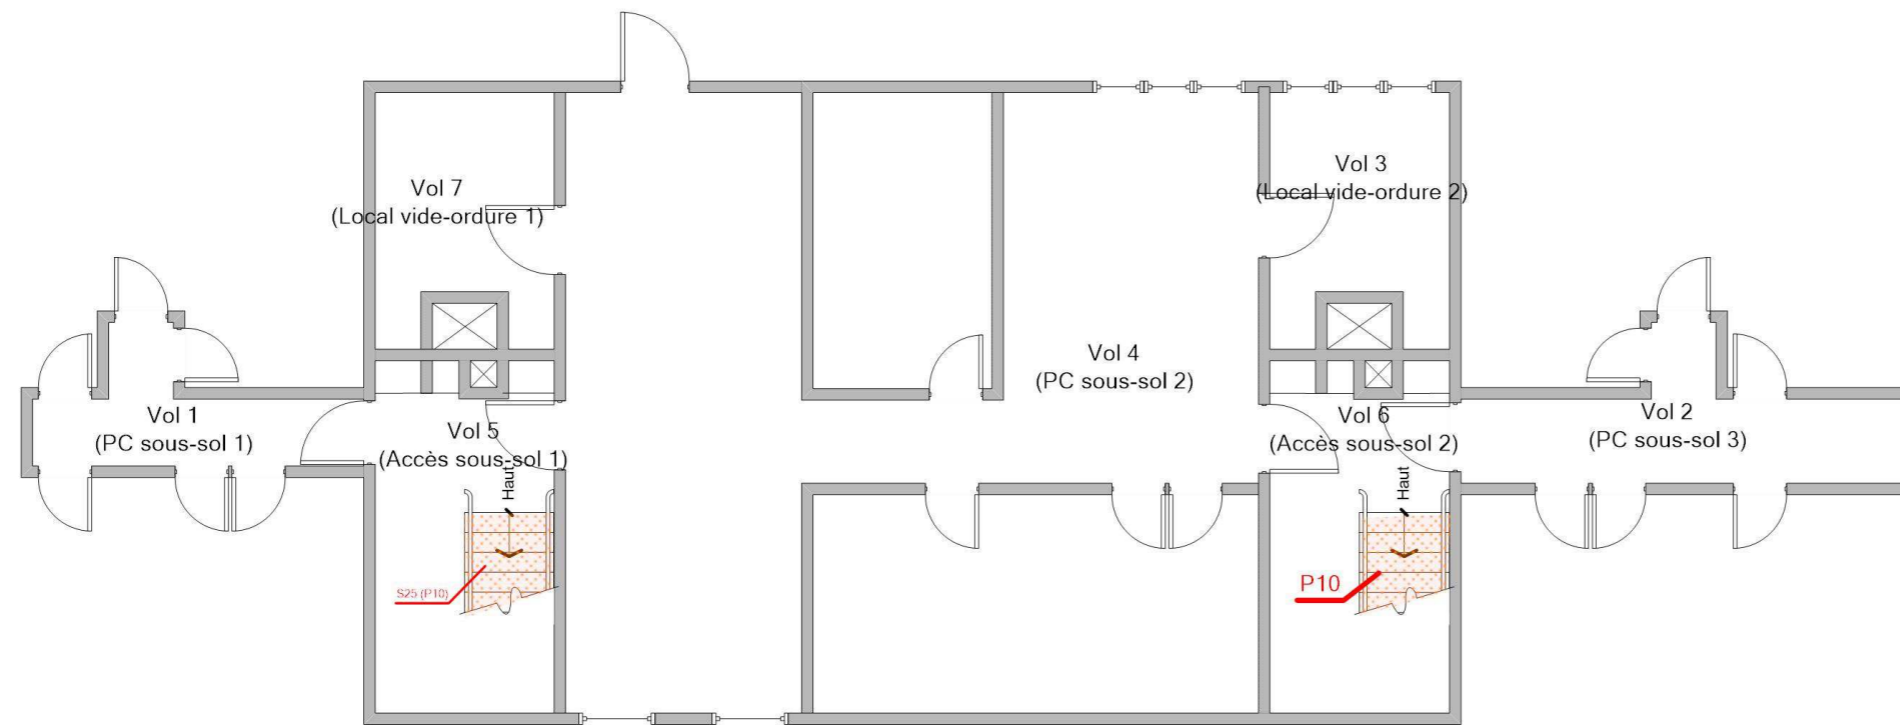 Vol 7
(Local vide-ordure 1)
Vol 3
(Local vide-ordure 2)
Vol 4
(PC sous-sol 2)
Vol 1
(PC sous-sol 1)
Vol 5
(Accès sous-sol 1)
Vol 6
(Accès sous-sol 2)
Vol 2
(PC sous-sol 3)
Haut
Haut
S25 (P10)
P10